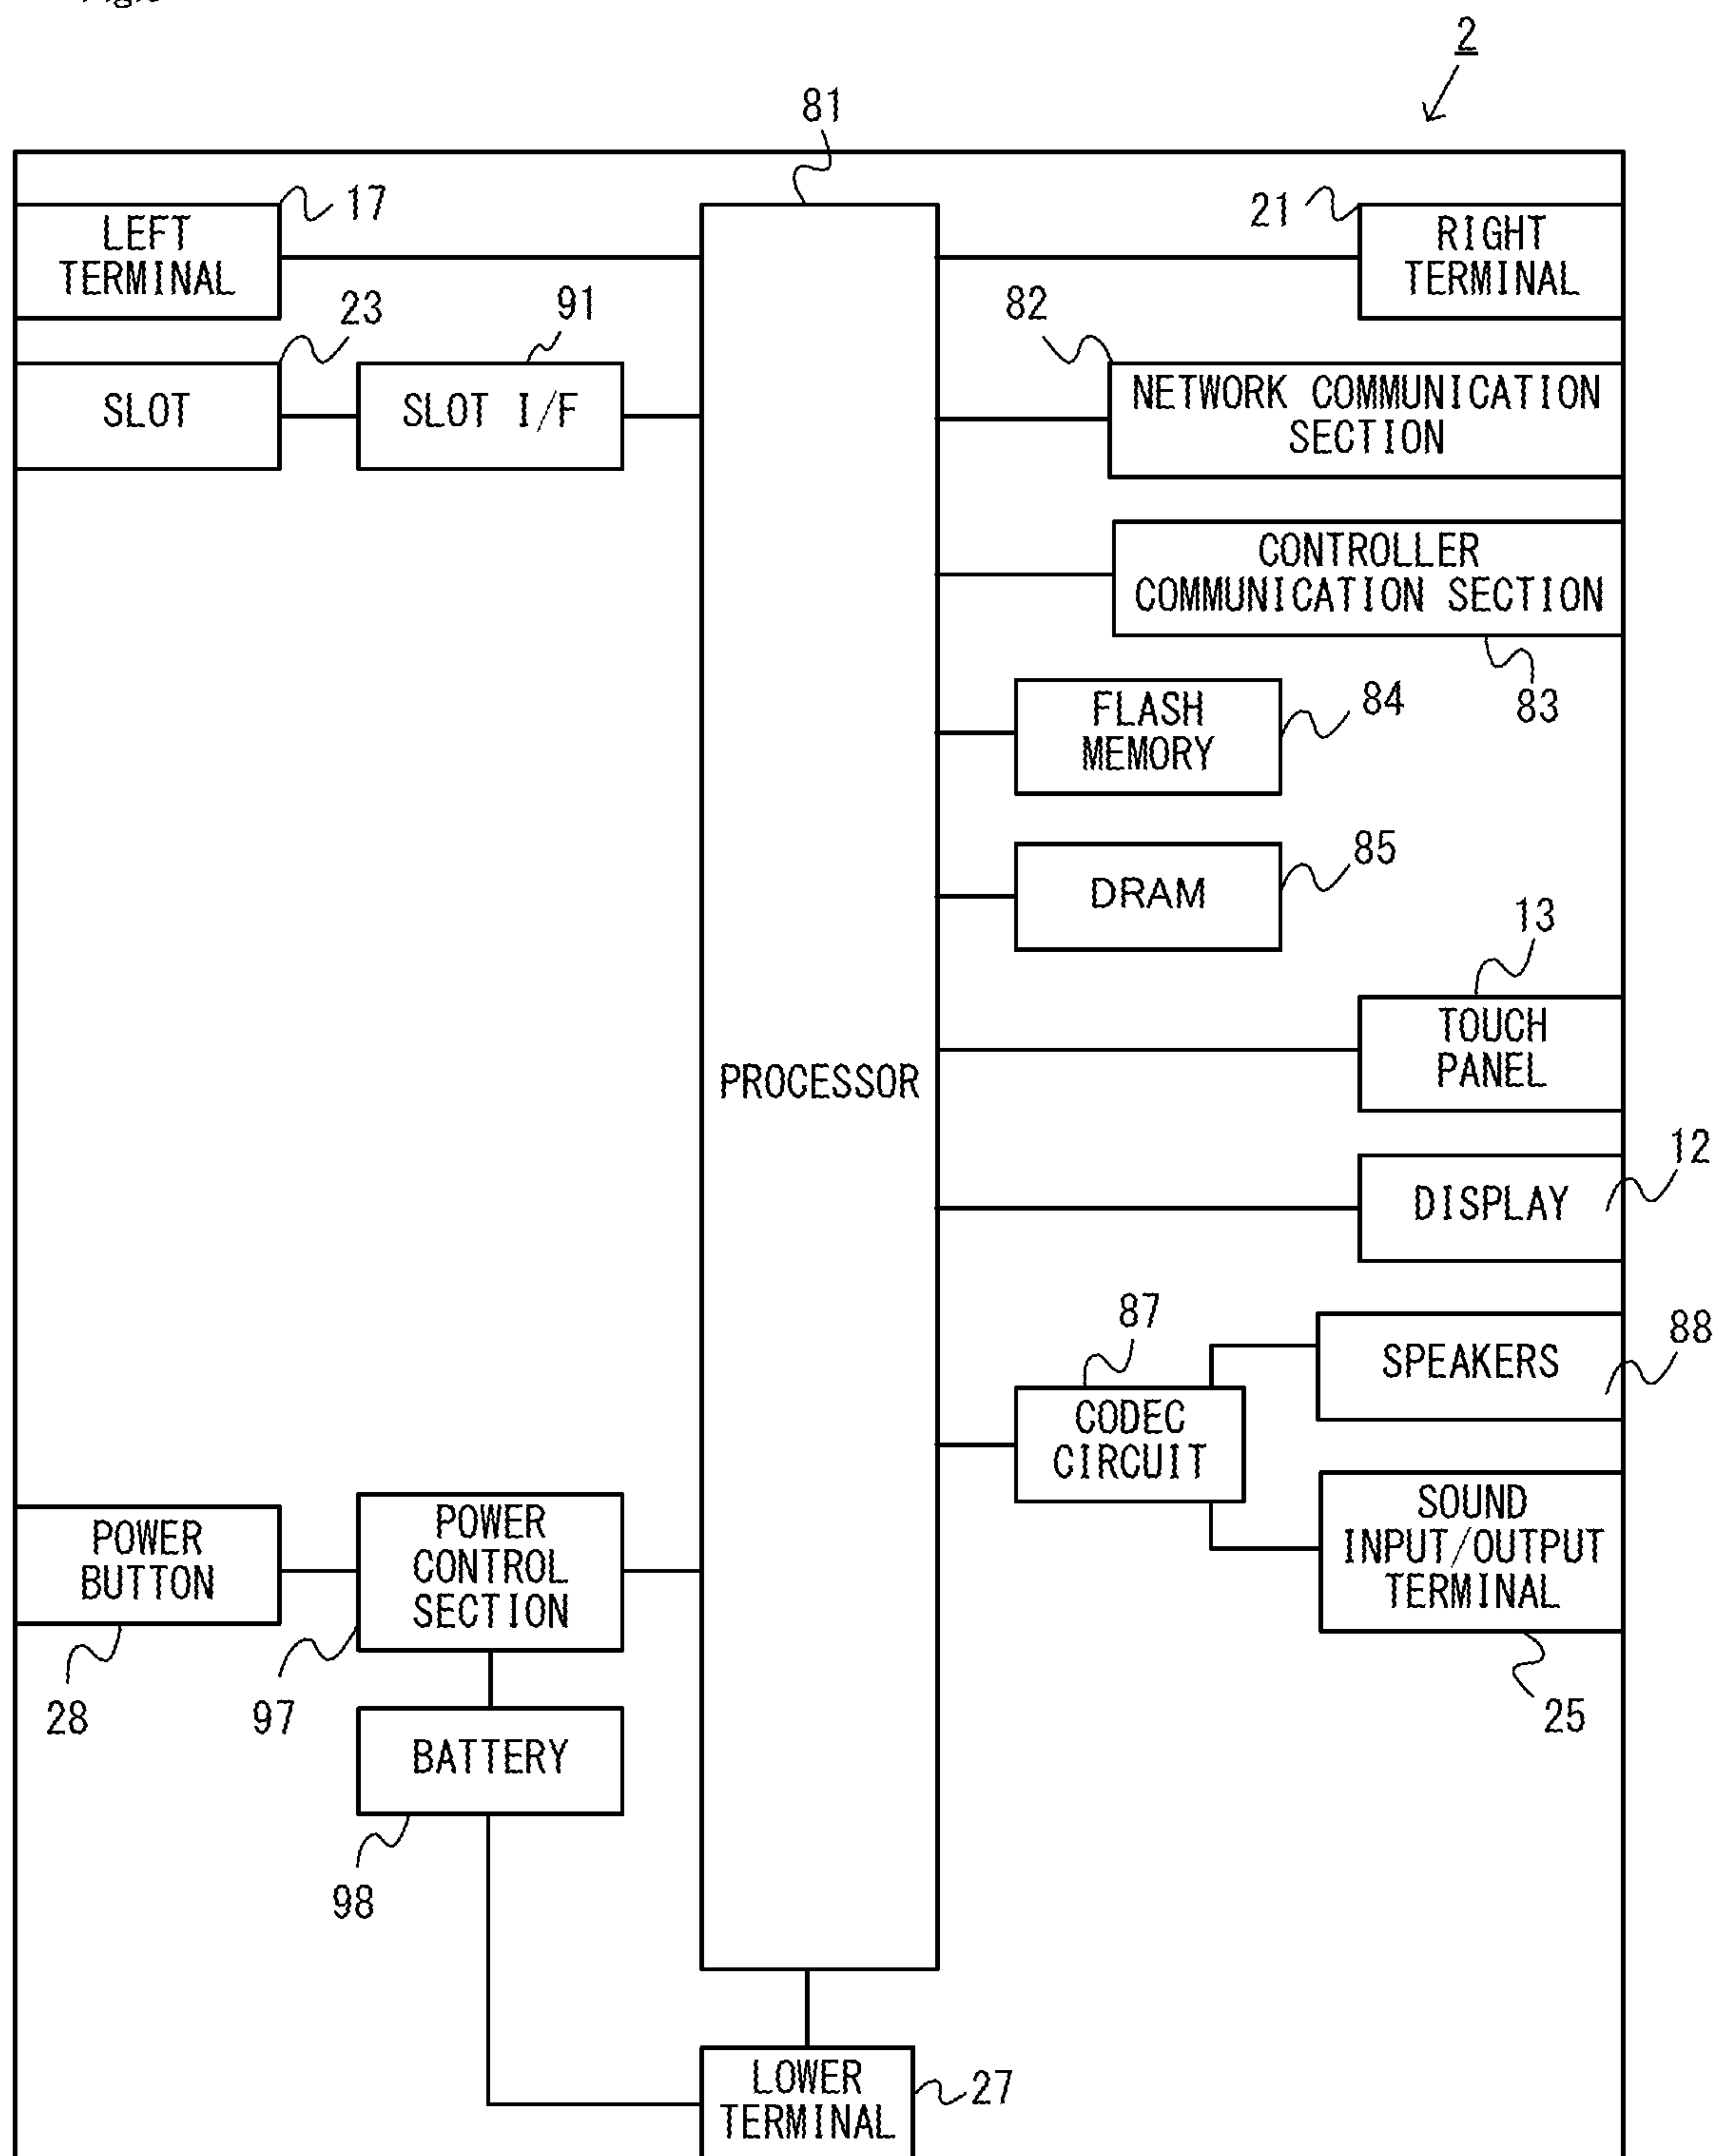 2
81
LEFT
TERMINAL
17
21
RIGHT
TERMINAL
23
91
82
SLOT
SLOT I/F
NETWORK COMMUNICATION
SECTION
CONTROLLER
COMMUNICATION SECTION
83
FLASH
MEMORY
84
DRAM
85
13
TOUCH
PANEL
PROCESSOR
12
DISPLAY
87
88
SPEAKERS
CODEC
CIRCUIT
SOUND
INPUT/OUTPUT
TERMINAL
25
POWER
BUTTON
28
POWER
CONTROL
SECTION
97
BATTERY
98
LOWER
TERMINAL
27